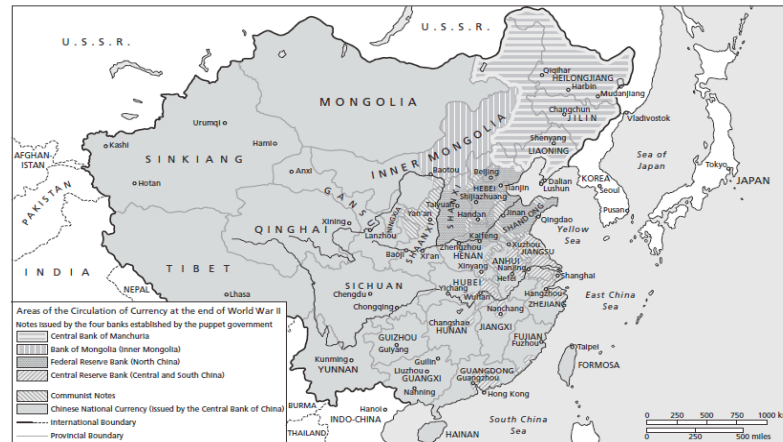 U.S.S.R.
U.S.S.R.
MONGOLIA
Qiqihar
HEILONGJIANG
Harbin
MudanJiang
Changchun
JILIN
Vladivostok
Urumqi
Hami
SINKIANG
Kashi
Hotan
Anxi
INNER MONGOLIA
Shenyang
LIAONING
Baotou
Beijing
HEBEI
Tianjin
Dalian
Lushun
KOREA
Seoul
Pusan
Sea of
Japan
Tokyo
JAPAN
AFGHAN-
ISTAN
PAKISTAN
INDIA
NEPAL
GANSU
NINGXIA
SHAANXI
SHANXI
Yan'an
Taiyuan
Shijiazhuang
Handan
Jinan
SHANDONG
Qingdao
Yellow
Sea
Xining
QINGHAI
Lanzhou
Baoji
Xi'an
Zhengzhou
Kaifeng
HENAN
Xuzhou
JIANGSU
ANHUI
Nanjing
Hefei
Shanghai
Xinyang
TIBET
Lhasa
SICHUAN
Chengdu
Chongqing
Yichang
HUBEI
Wuhan
Hangzhou
ZHEJIANG
East China
Sea
Changsha
HUNAN
Nanchang
JIANGXI
FUJIAN
Fuzhou
Taipei
FORMOSA
GUIZHOU
Guiyang
Kunming
YUNNAN
Guilin
Liuzhou
GUANGXI
Nanning
GUANGDONG
Guangzhou
Hong Kong
BURMA
Hanoi
INDO-CHINA
THAILAND
HAINAN
South China
Sea
Areas of the Circulation of Currency at the end of World War II
Notes issued by the four banks established by the puppet government
Central Bank of Manchuria
Bank of Mongolia (Inner Mongolia)
Federal Reserve Bank (North China)
Central Reserve Bank (Central and South China)
Communist Notes
Chinese National Currency (Issued by the Central Bank of China)
International Boundary
Provincial Boundary
0 250 500 750 1000 k
0 250 500 miles